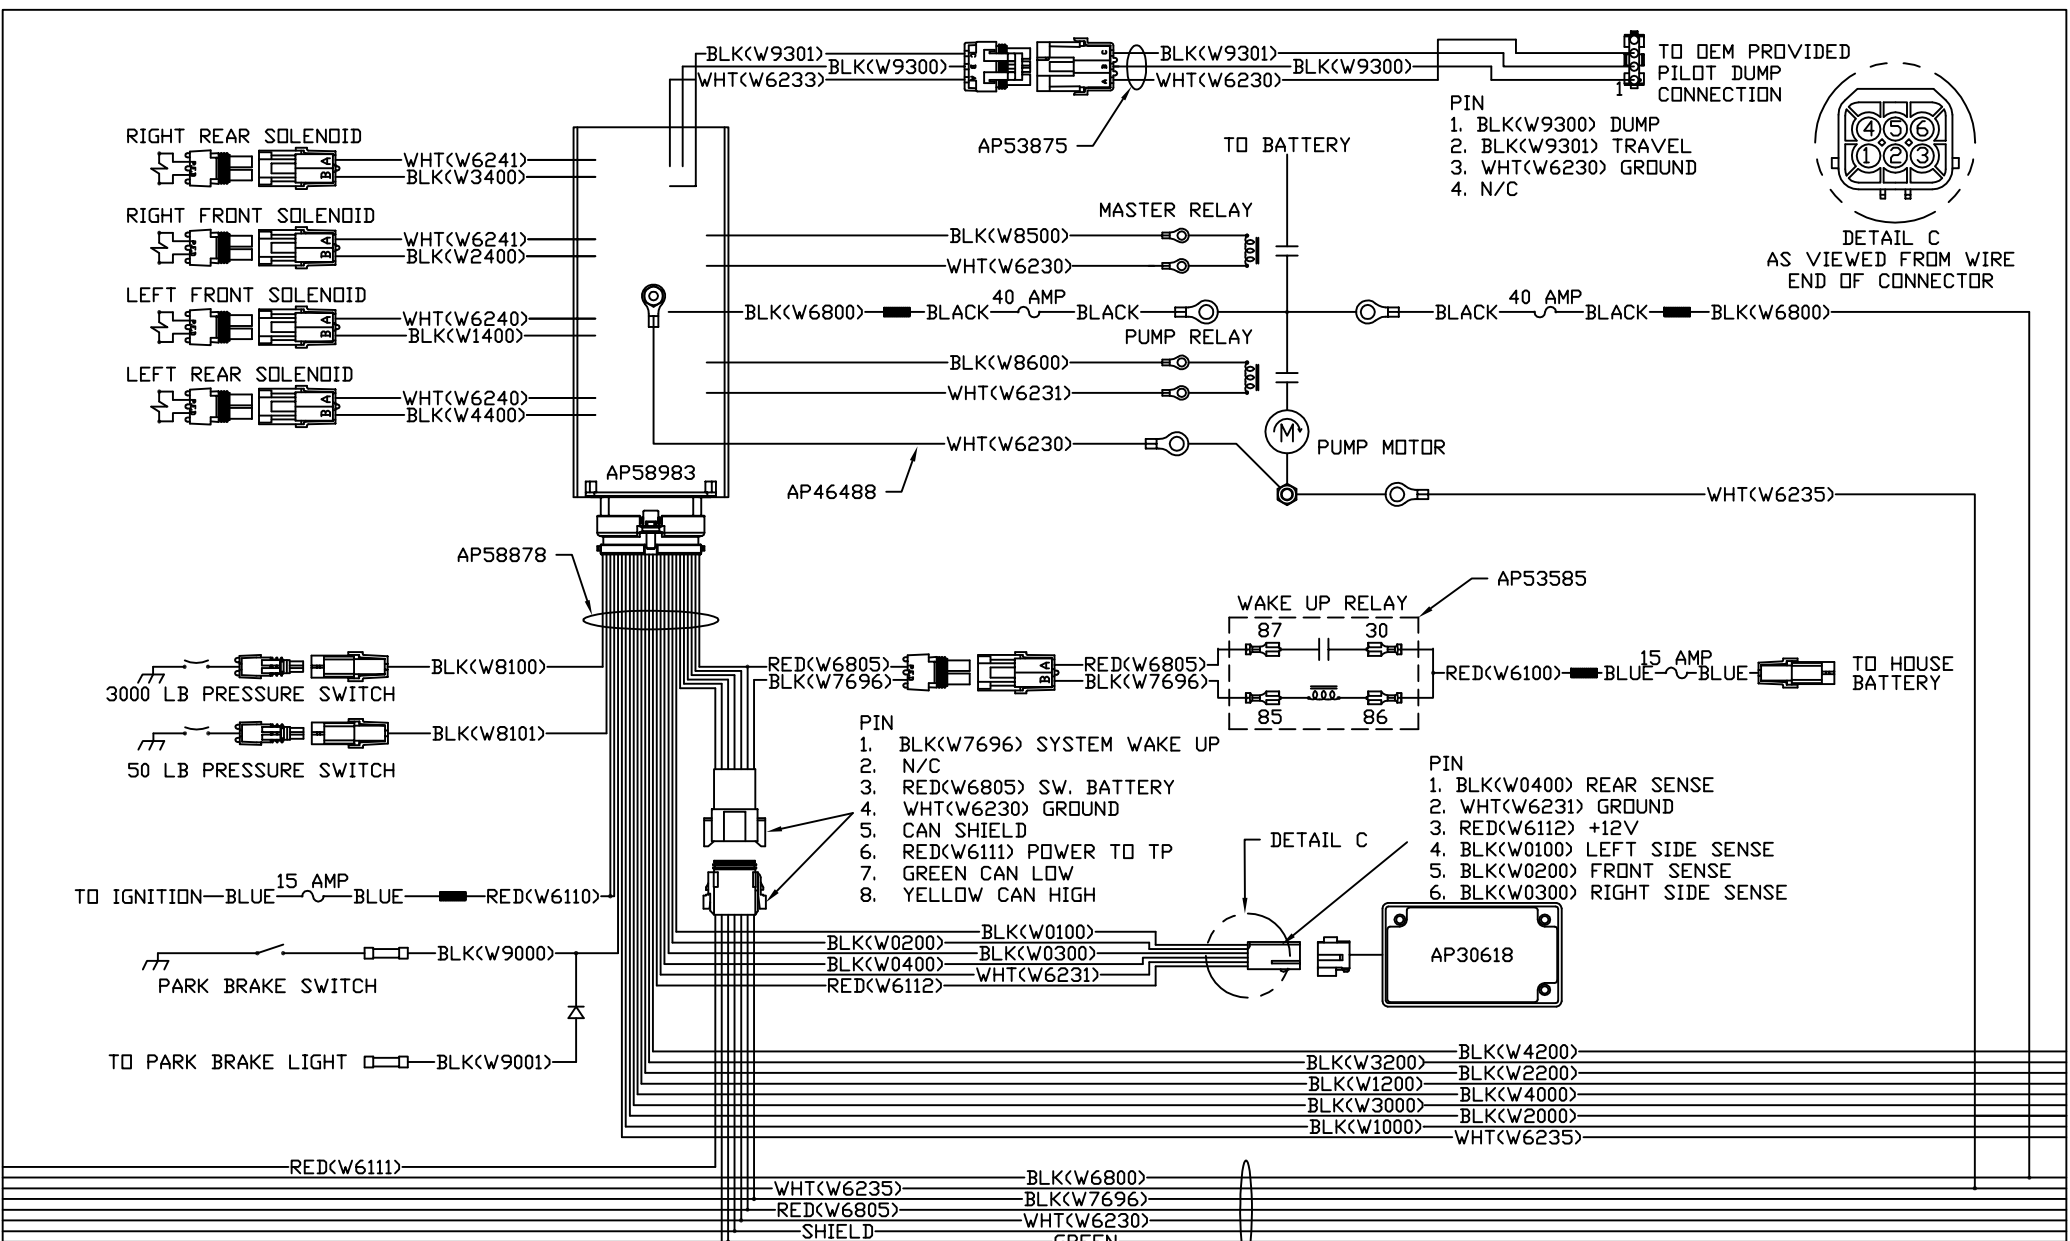 BLK(W9301)
BLK(W9300)
WHT(W6233)
C
B
A
C
B
A
BLK(W9301)
BLK(W9300)
WHT(W6230)
1
TO OEM PROVIDED
PILOT DUMP
CONNECTION
AP53875
PIN
1. BLK(W9300) DUMP
2. BLK(W9301) TRAVEL
3. WHT(W6230) GROUND
4. N/C
4 5 6
1 2 3
DETAIL C
AS VIEWED FROM WIRE
END OF CONNECTOR
RIGHT REAR SOLENOID
A
B
WHT(W6241)
BLK(W3400)
RIGHT FRONT SOLENOID
A
B
WHT(W6241)
BLK(W2400)
LEFT FRONT SOLENOID
A
B
WHT(W6240)
BLK(W1400)
LEFT REAR SOLENOID
A
B
WHT(W6240)
BLK(W4400)
TO BATTERY
MASTER RELAY
BLK(W8500)
WHT(W6230)
BLK(W6800)
BLACK
40 AMP
BLACK
BLACK
40 AMP
BLACK
BLK(W6800)
PUMP RELAY
BLK(W8600)
WHT(W6231)
M
PUMP MOTOR
WHT(W6230)
AP46488
WHT(W6235)
AP58983
AP58878
AP53585
WAKE UP RELAY
87
30
85
86
RED(W6805)
BLK(W7696)
A
B
RED(W6805)
BLK(W7696)
RED(W6100)
BLUE
15 AMP
BLUE
TO HOUSE
BATTERY
BLK(W8100)
3000 LB PRESSURE SWITCH
BLK(W8101)
50 LB PRESSURE SWITCH
PIN
1. BLK(W7696) SYSTEM WAKE UP
2. N/C
3. RED(W6805) SW. BATTERY
4. WHT(W6230) GROUND
5. CAN SHIELD
6. RED(W6111) POWER TO TP
7. GREEN CAN LOW
8. YELLOW CAN HIGH
PIN
1. BLK(W0400) REAR SENSE
2. WHT(W6231) GROUND
3. RED(W6112) +12V
4. BLK(W0100) LEFT SIDE SENSE
5. BLK(W0200) FRONT SENSE
6. BLK(W0300) RIGHT SIDE SENSE
DETAIL C
TO IGNITION
BLUE
15 AMP
BLUE
RED(W6110)
BLK(W9000)
PARK BRAKE SWITCH
TO PARK BRAKE LIGHT
BLK(W9001)
BLK(W0100)
BLK(W0200)
BLK(W0300)
BLK(W0400)
WHT(W6231)
RED(W6112)
AP30618
BLK(W4200)
BLK(W3200)
BLK(W2200)
BLK(W1200)
BLK(W4000)
BLK(W3000)
BLK(W2000)
BLK(W1000)
WHT(W6235)
RED(W6111)
BLK(W6800)
WHT(W6235)
BLK(W7696)
RED(W6805)
WHT(W6230)
SHIELD
GREEN